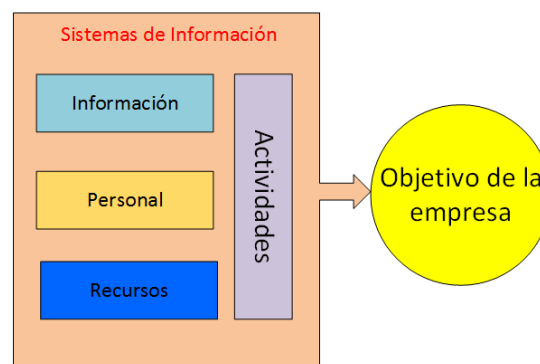 Sistemas de Información
Información
Personal
Recursos
Actividades
Objetivo de la
empresa